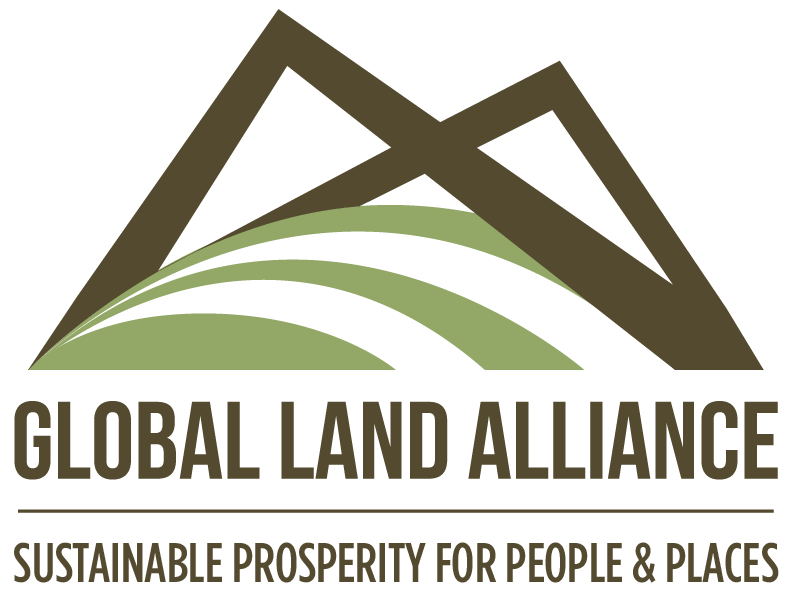 GLOBAL LAND ALLIANCE
SUSTAINABLE PROSPERITY FOR PEOPLE & PLACES